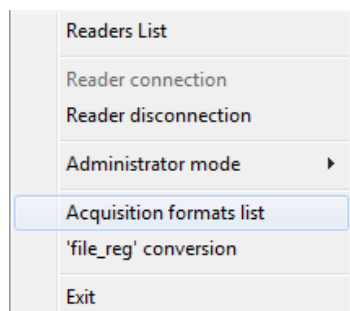 Readers List
Reader connection
Reader disconnection
Administrator mode
Acquisition formats list
'file_reg' conversion
Exit